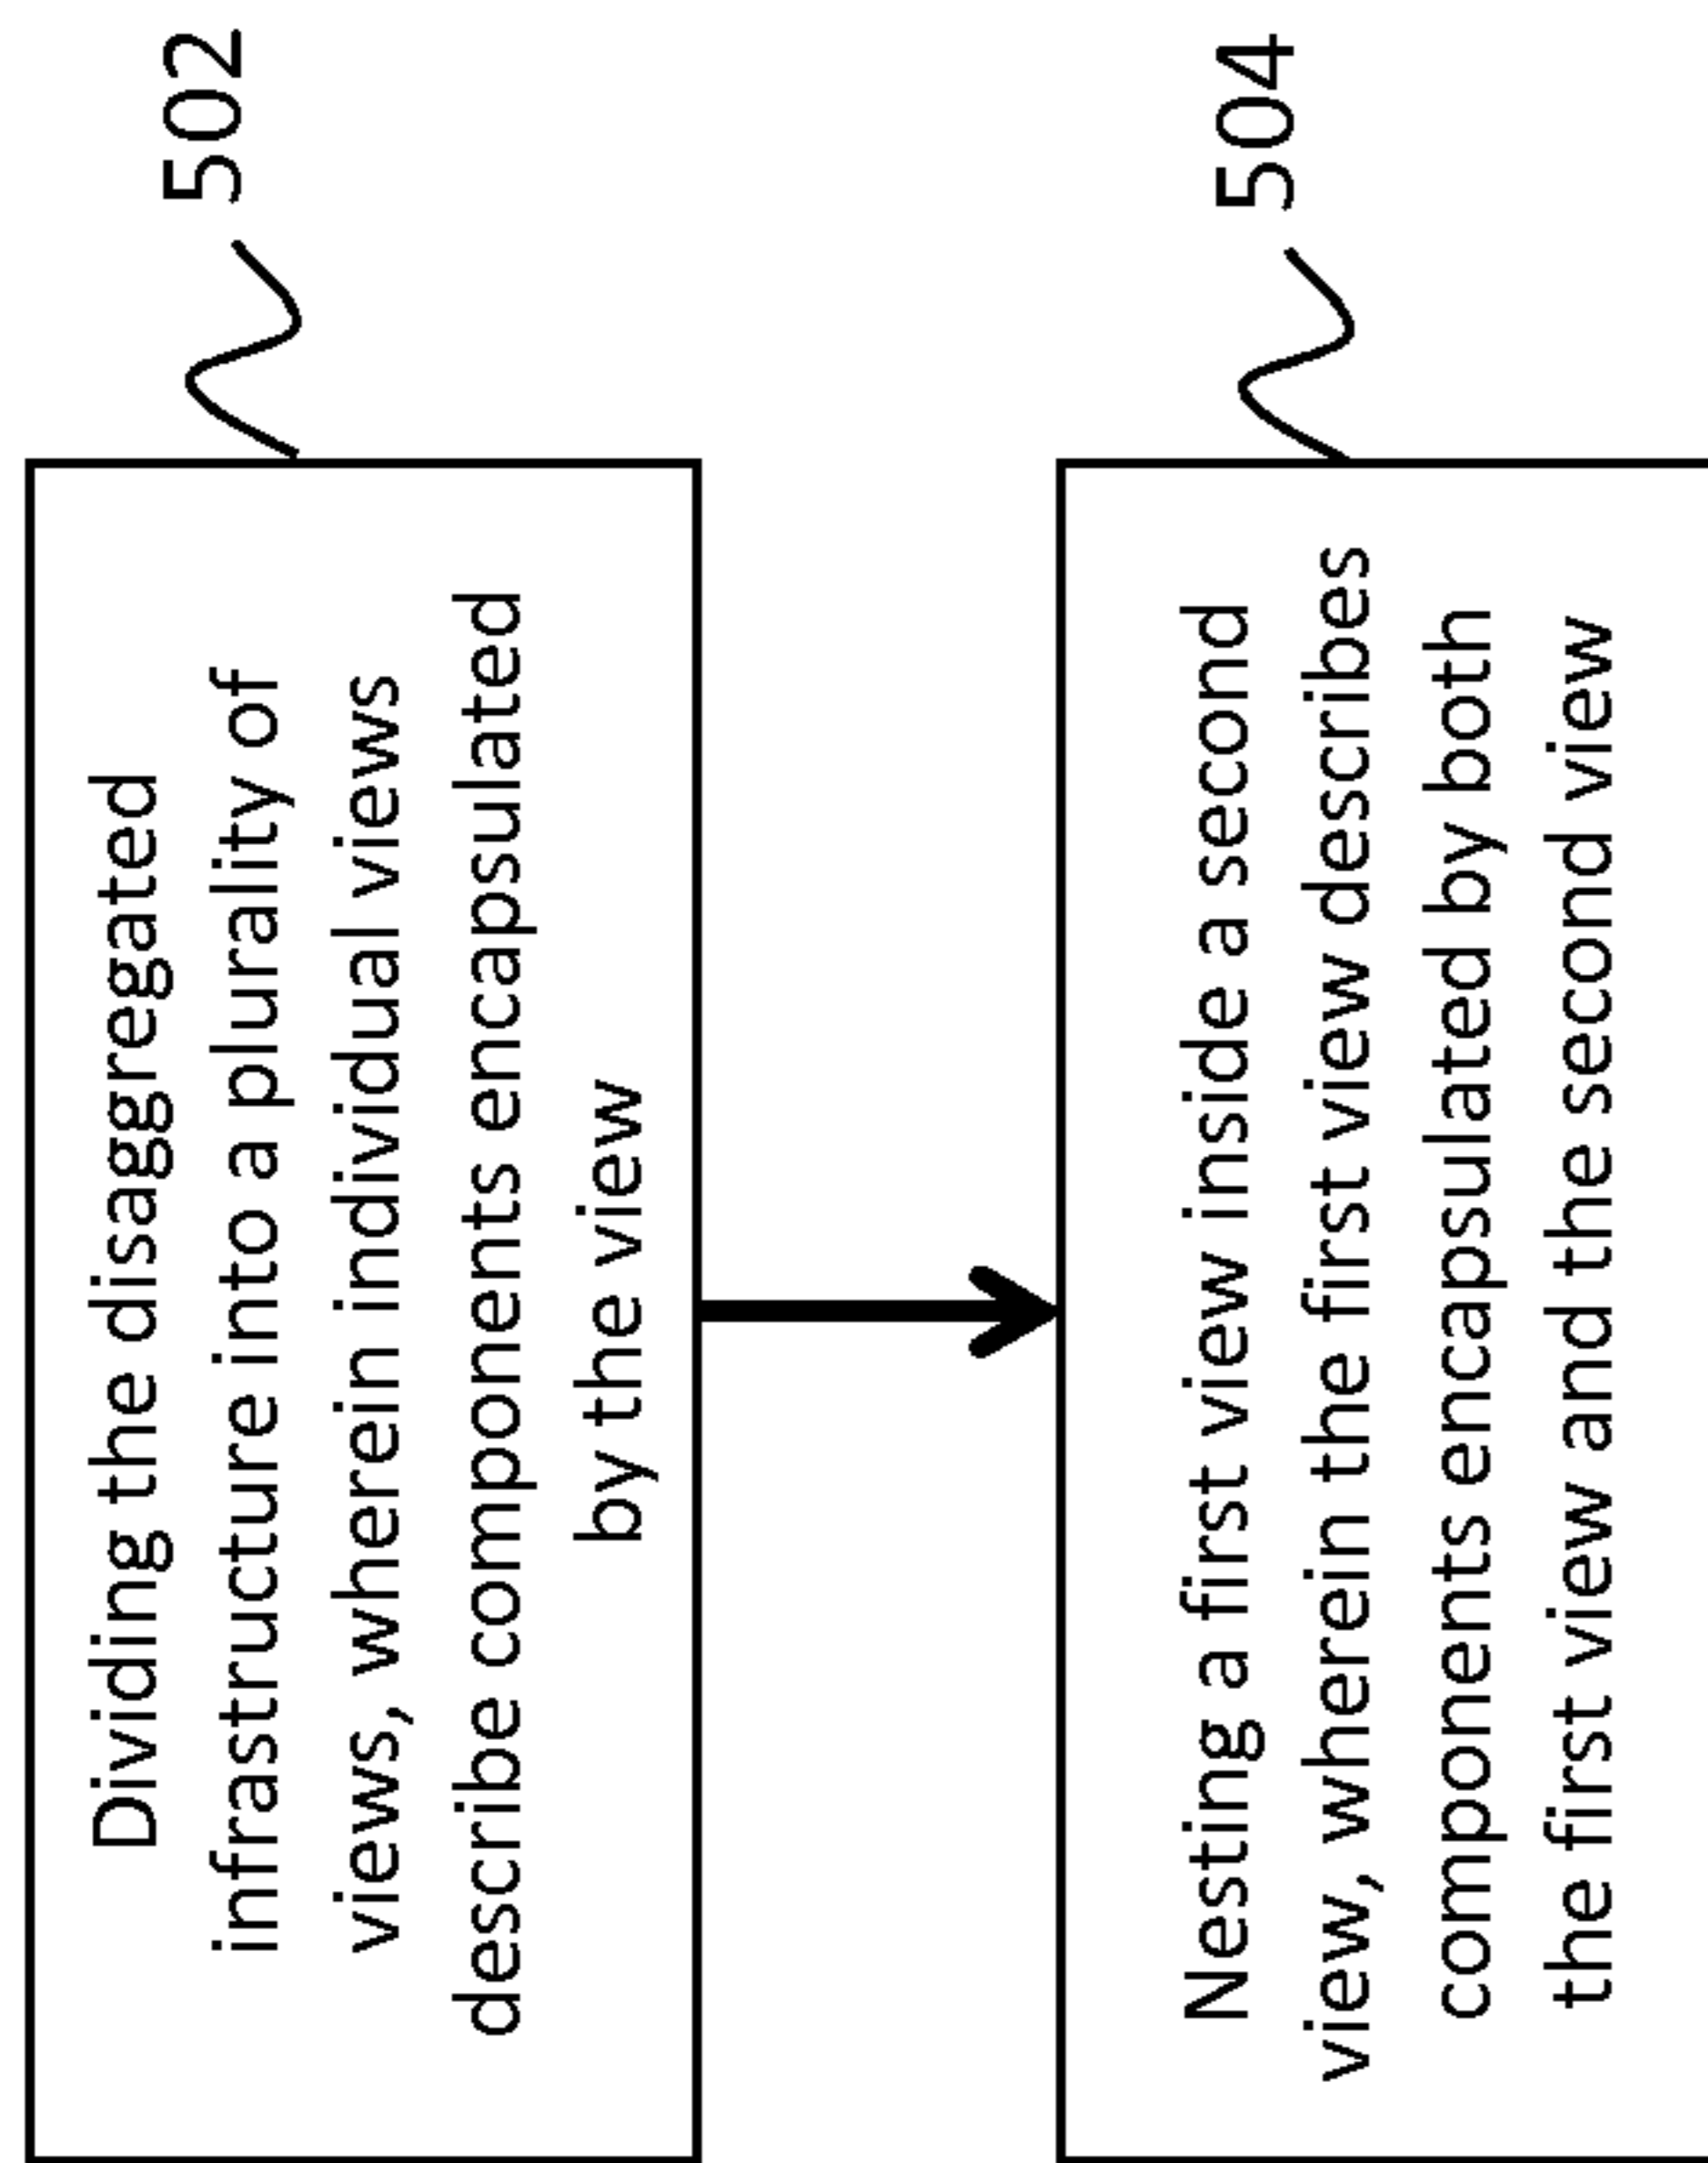 Dividing the disaggregated
infrastructure into a plurality of
views, wherein individual views
describe components encapsulated
by the view
502
Nesting a first view inside a second
view, wherein the first view describes
components encapsulated by both
the first view and the second view
504